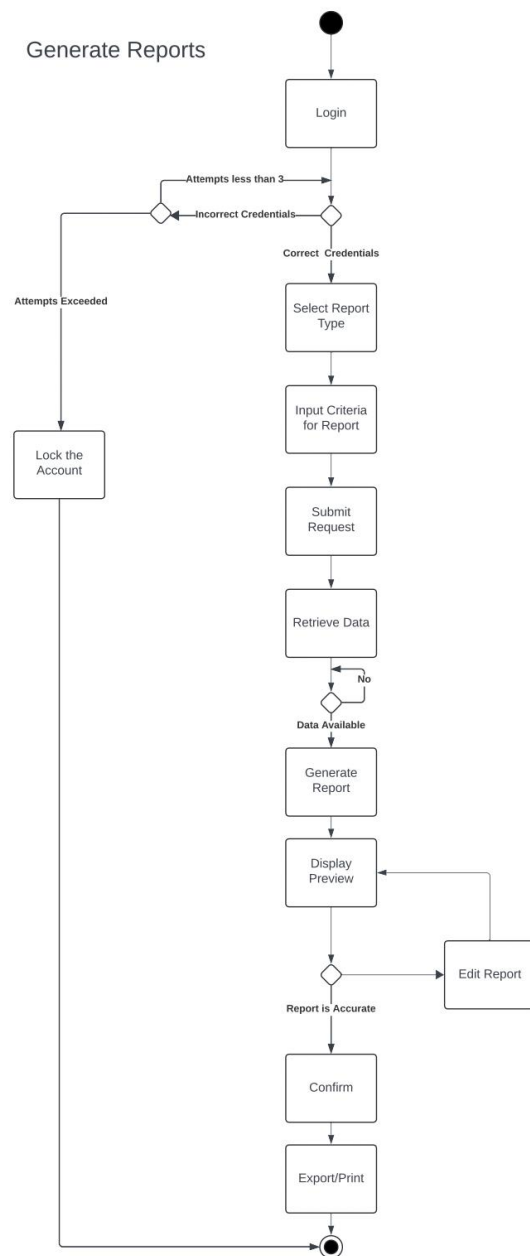 Generate Reports
Login
Attempts less than 3
Incorrect Credentials
Correct Credentials
Attempts Exceeded
Select Report
Type
Input Criteria
for Report
Lock the
Account
Submit
Request
Retrieve Data
No
Data Available
Generate
Report
Display
Preview
Edit Report
Report is Accurate
Confirm
Export/Print